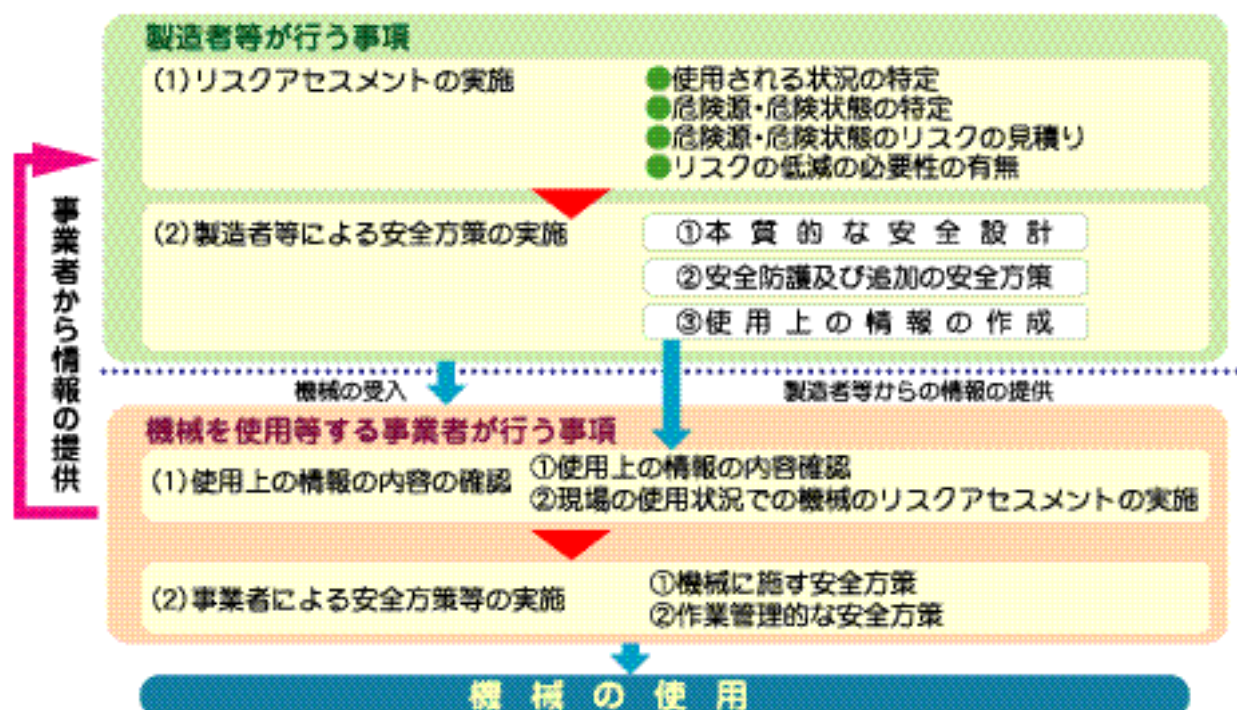 製造者等が行う事項
(1)リスクアセスメントの実施
●使用される状況の特定
●危険源・危険状態の特定
●危険源・危険状態のリスクの見積り
●リスクの低減の必要性の有無
(2)製造者等による安全方策の実施
①本質的な安全設計
②安全防護及び追加の安全方策
③使用上の情報の作成
事業者から情報の提供
機械の受入
製造者等からの情報の提供
機械を使用等する事業者が行う事項
(1)使用上の情報の内容の確認
①使用上の情報の内容確認
②現場の使用状況での機械のリスクアセスメントの実施
(2)事業者による安全方策等の実施
①機械に施す安全方策
②作業管理的な安全方策
機械の使用